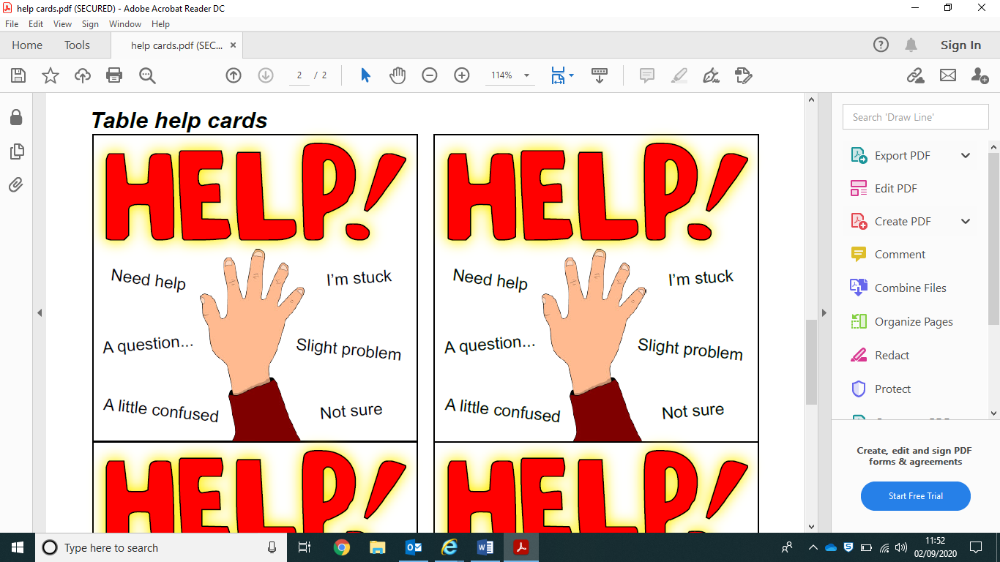 help cards.pdf (SECURED) - Adobe Acrobat Reader DC
File Edit View Sign Window Help
Home Tools help cards.pdf (SEC... × Sign In
2 / 2 114%
Search 'Draw Line'
Export PDF
Edit PDF
Create PDF
Comment
Combine Files
Organize Pages
Redact
Protect
Create, edit and sign PDF
forms & agreements
Start Free Trial
Table help cards
HELP!
Need help I'm stuck
A question... Slight problem
A little confused Not sure
HELP!
Need help I'm stuck
A question... Slight problem
A little confused Not sure
HELP!
HELP!
Type here to search
11:52
02/09/2020